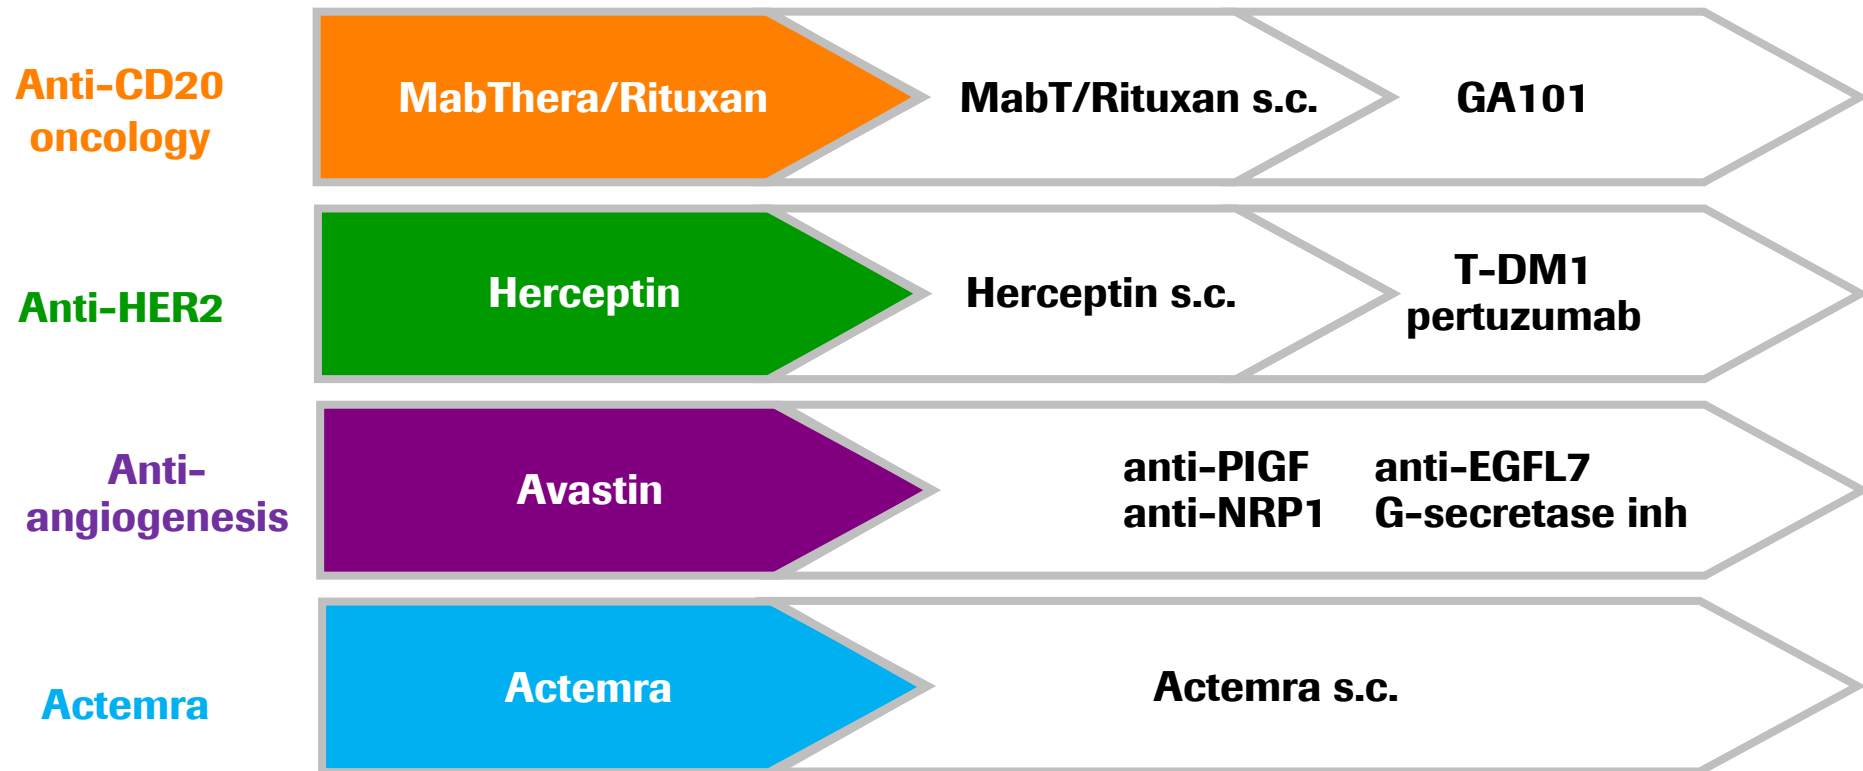 Anti-CD20
oncology
MabThera/Rituxan
MabT/Rituxan s.c.
GA101
Anti-HER2
Herceptin
Herceptin s.c.
T-DM1
pertuzumab
Anti-
angiogenesis
Avastin
anti-PIGF anti-EGFL7
anti-NRP1 G-secretase inh
Actemra
Actemra
Actemra s.c.